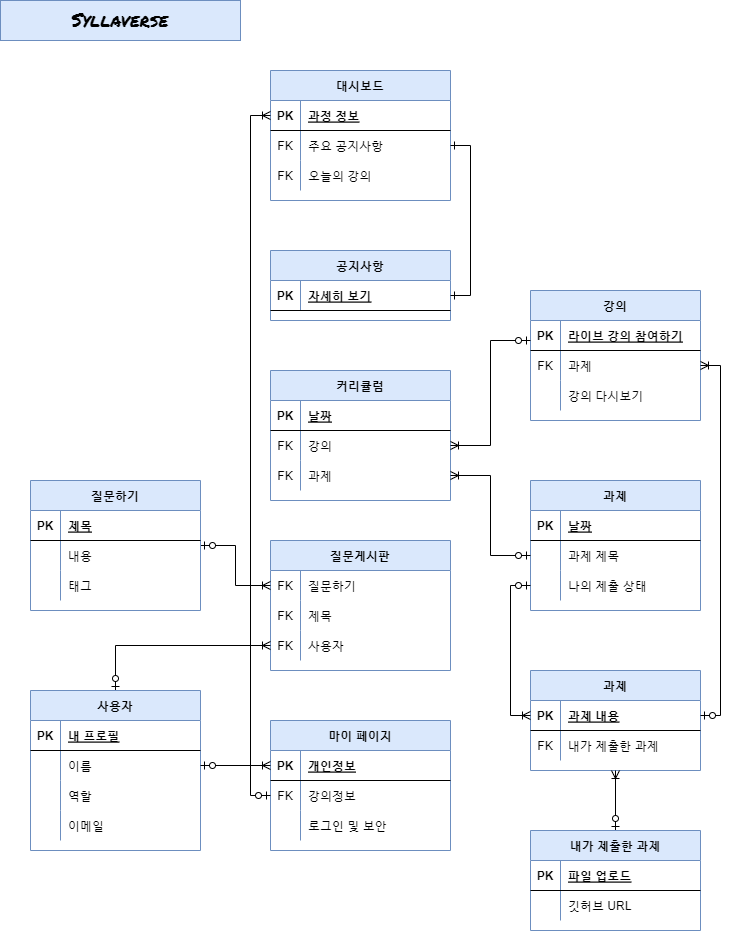 SYLLAVERSE
대시보드
PK 과정 정보
FK 주요 공지사항
FK 오늘의 강의
공지사항
PK 자세히 보기
강의
PK 라이브 강의 참여하기
FK 과제
강의 다시보기
커리큘럼
PK 날짜
FK 강의
FK 과제
질문하기
PK 제목
내용
태그
과제
PK 날짜
과제 제목
나의 제출 상태
질문게시판
FK 질문하기
FK 제목
FK 사용자
사용자
PK 내 프로필
이름
역할
이메일
마이 페이지
PK 개인정보
FK 강의정보
로그인 및 보안
과제
PK 과제 내용
FK 내가 제출한 과제
내가 제출한 과제
PK 파일 업로드
깃허브 URL